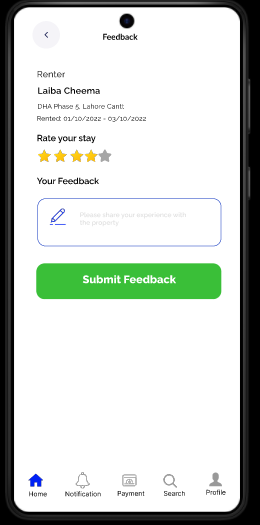 Feedback
Renter
Laiba Cheema
DHA Phase 5, Lahore Cantt
Rented: 01/10/2022 - 03/10/2022
Rate your stay
Your Feedback
Please share your experience with
the property
Submit Feedback
Home
Notification
Payment
Search
Profile